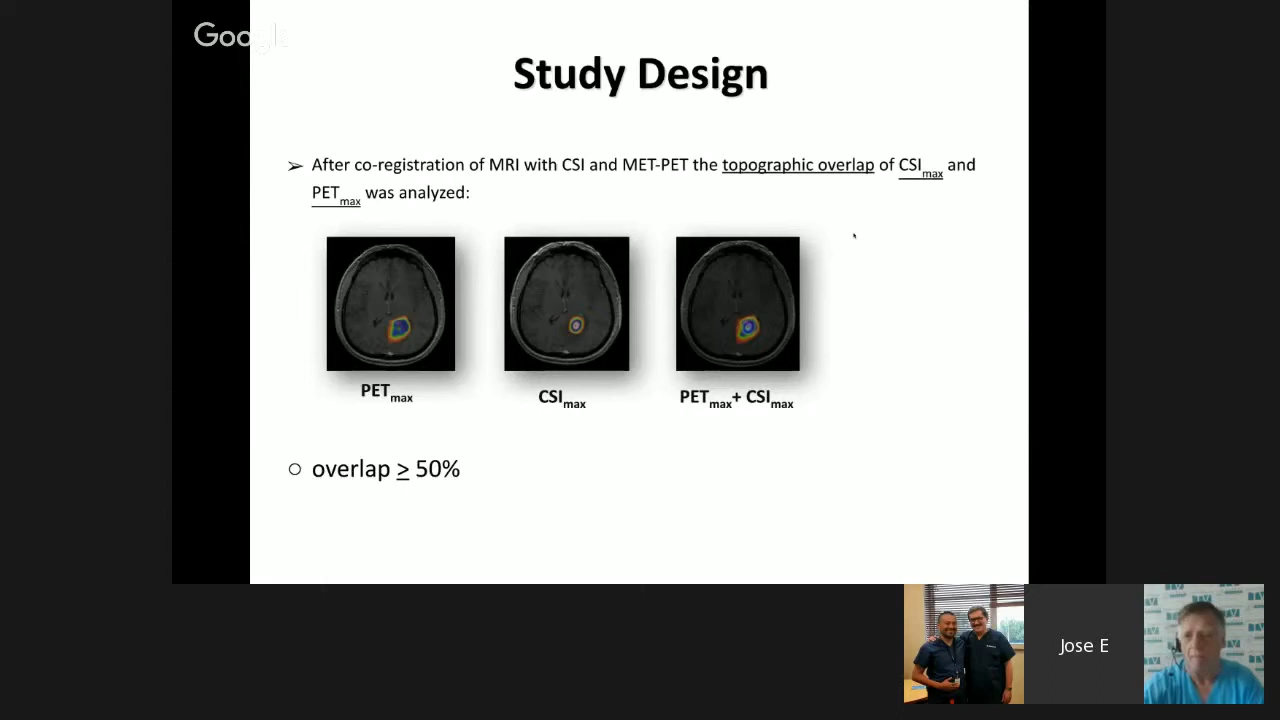 Google
Study Design
➢ After co-registration of MRI with CSI and MET-PET the topographic overlap of CSImax and
PETmax was analyzed:
PETmax
CSImax
PETmax+ CSImax
○ overlap ≥ 50%
Jose E